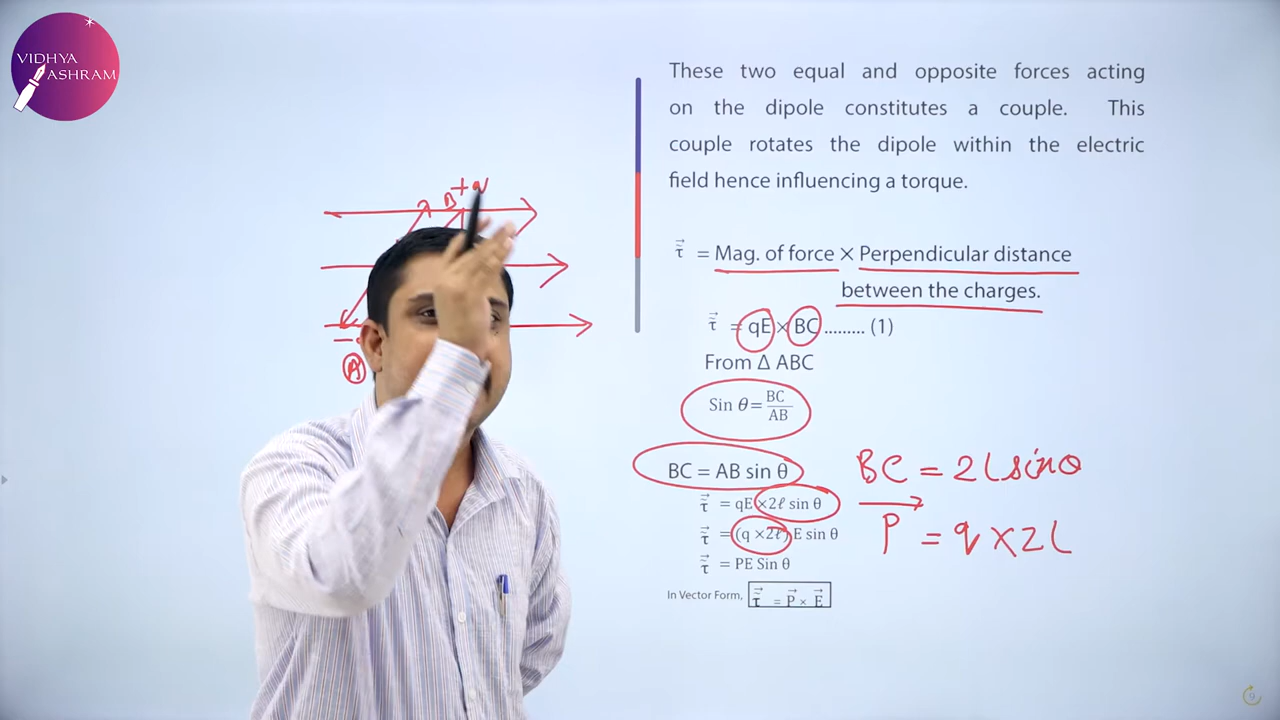 VIDHYA
ASHRAM
These two equal and opposite forces acting
on the dipole constitutes a couple. This
couple rotates the dipole within the electric
field hence influencing a torque.
τ⃗ = Mag. of force × Perpendicular distance
between the charges.
τ⃗ = qE × BC ......... (1)
From Δ ABC
Sin θ = BC/AB
BC = AB sin θ
BC = 2l sinθ
τ⃗ = qE ×2ℓ sin θ
τ⃗ = (q ×2ℓ) E sin θ
P⃗ = q × 2l
τ⃗ = PE Sin θ
In Vector Form, τ⃗ = P⃗ × E⃗
B +q
A
9